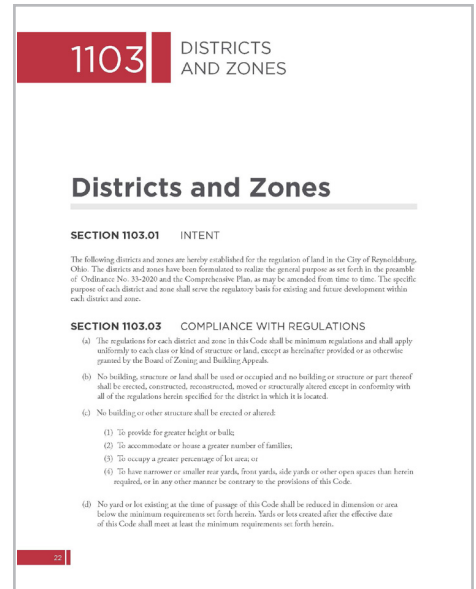 1103
DISTRICTS
AND ZONES
Districts and Zones
SECTION 1103.01 INTENT
The following districts and zones are hereby established for the regulation of land in the City of Reynoldsburg,
Ohio. The districts and zones have been formulated to realize the general purpose as set forth in the preamble
of Ordinance No. 33-2020 and the Comprehensive Plan, as may be amended from time to time. The specific
purpose of each district and zone shall serve the regulatory basis for existing and future development within
each district and zone.
SECTION 1103.03 COMPLIANCE WITH REGULATIONS
(a) The regulations for each district and zone in this Code shall be minimum regulations and shall apply
uniformly to each class or kind of structure or land, except as hereinafter provided or as otherwise
granted by the Board of Zoning and Building Appeals.
(b) No building, structure or land shall be used or occupied and no building or structure or part thereof
shall be erected, constructed, reconstructed, moved or structurally altered except in conformity with
all of the regulations herein specified for the district in which it is located.
(c) No building or other structure shall be erected or altered:
(1) To provide for greater height or bulk;
(2) To accommodate or house a greater number of families;
(3) To occupy a greater percentage of lot area; or
(4) To have narrower or smaller rear yards, front yards, side yards or other open spaces than herein
required, or in any other manner be contrary to the provisions of this Code.
(d) No yard or lot existing at the time of passage of this Code shall be reduced in dimension or area
below the minimum requirements set forth herein. Yards or lots created after the effective date
of this Code shall meet at least the minimum requirements set forth herein.
22